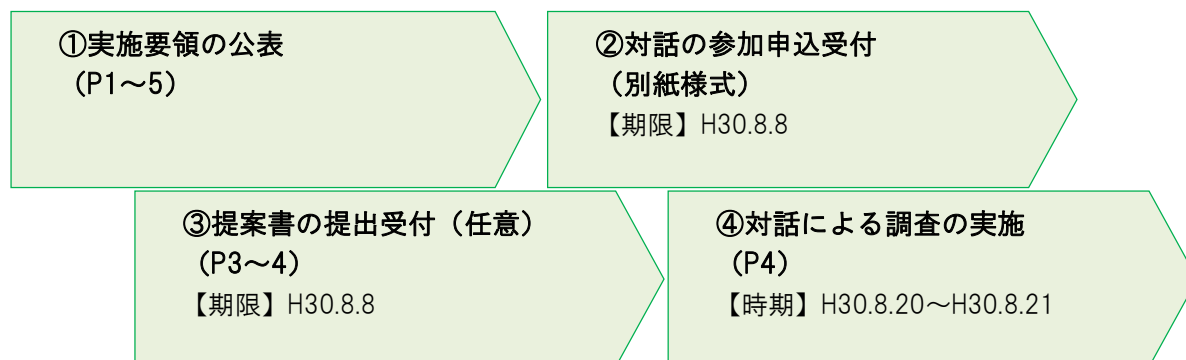 ①実施要領の公表
（P1～5）
②対話の参加申込受付
（別紙様式）
【期限】H30.8.8
③提案書の提出受付（任意）
（P3～4）
【期限】H30.8.8
④対話による調査の実施
（P4）
【時期】H30.8.20～H30.8.21